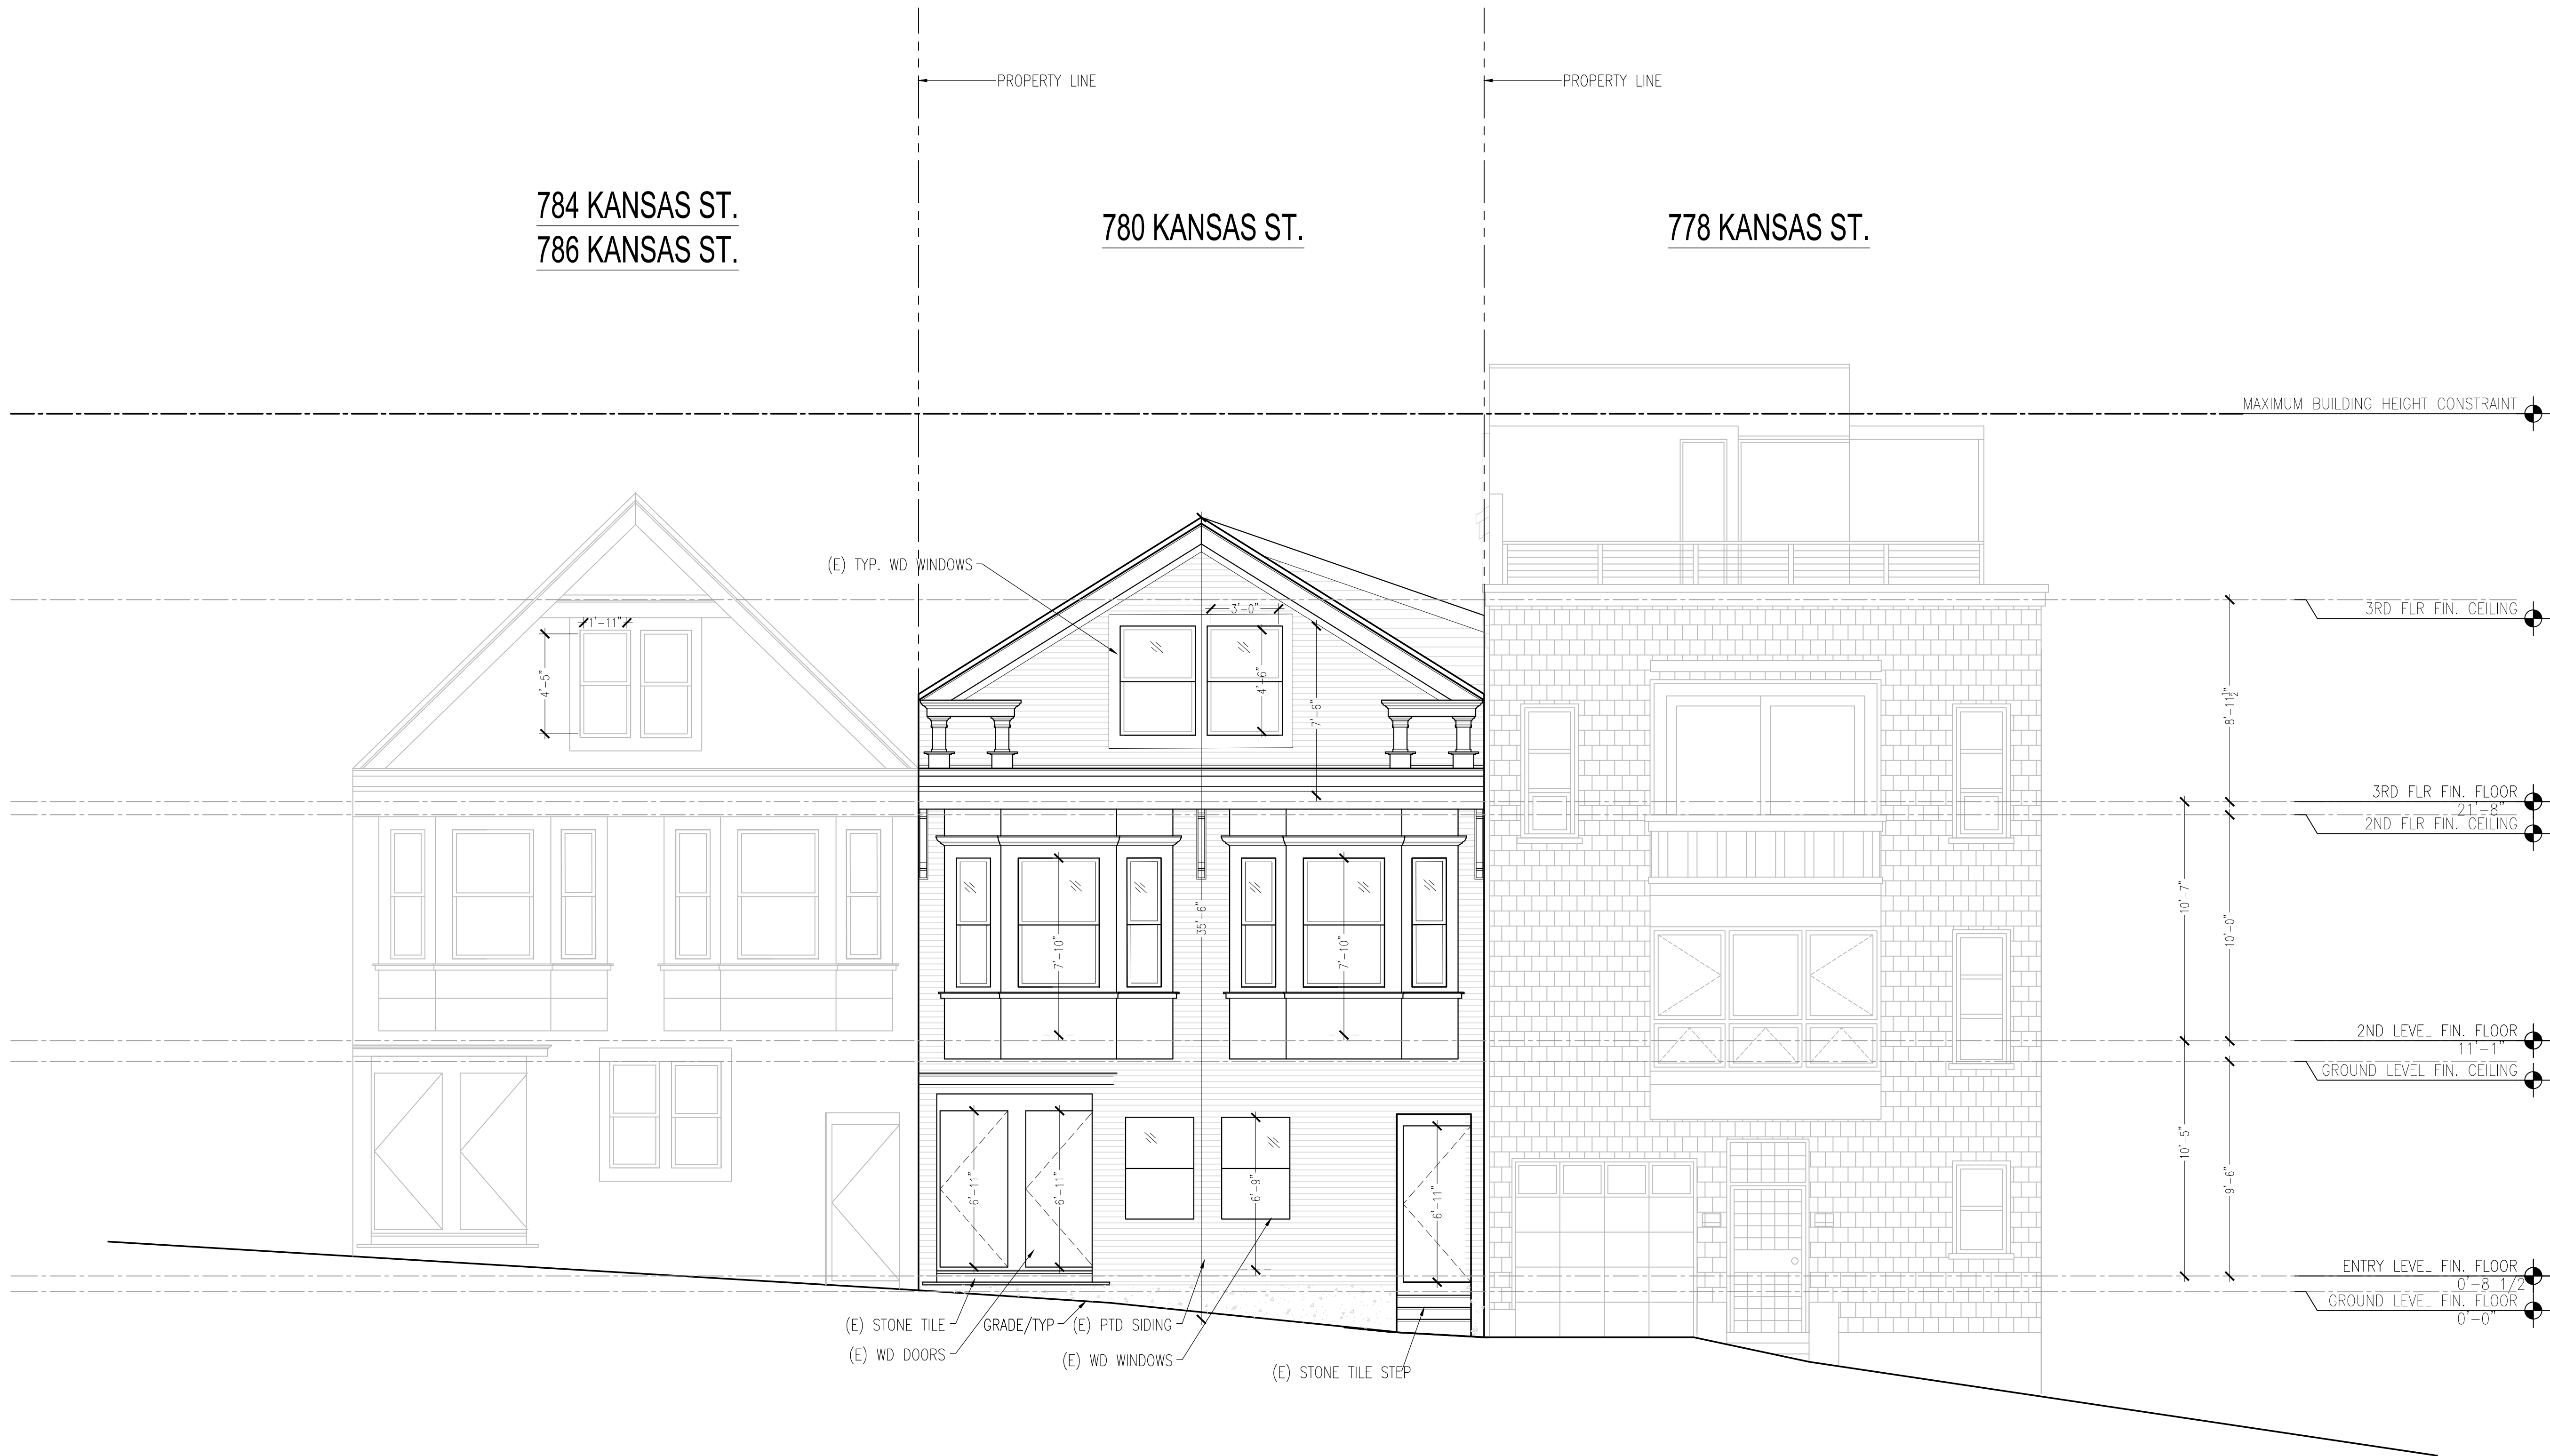 PROPERTY LINE
PROPERTY LINE
784 KANSAS ST.
786 KANSAS ST.
780 KANSAS ST.
778 KANSAS ST.
MAXIMUM BUILDING HEIGHT CONSTRAINT
(E) TYP. WD WINDOWS
3RD FLR FIN. CEILING
3'-0"
1'-11"
4'-5"
4'-6"
7'-6"
8'-11 1/2"
3RD FLR FIN. FLOOR
21'-8"
2ND FLR FIN. CEILING
10'-7"
10'-0"
35'-6"
7'-10"
7'-10"
2ND LEVEL FIN. FLOOR
11'-1"
GROUND LEVEL FIN. CEILING
10'-5"
9'-6"
6'-11"
6'-11"
6'-9"
6'-11"
ENTRY LEVEL FIN. FLOOR
0'-8 1/2"
GROUND LEVEL FIN. FLOOR
0'-0"
(E) STONE TILE
GRADE/TYP
(E) PTD SIDING
(E) WD DOORS
(E) WD WINDOWS
(E) STONE TILE STEP